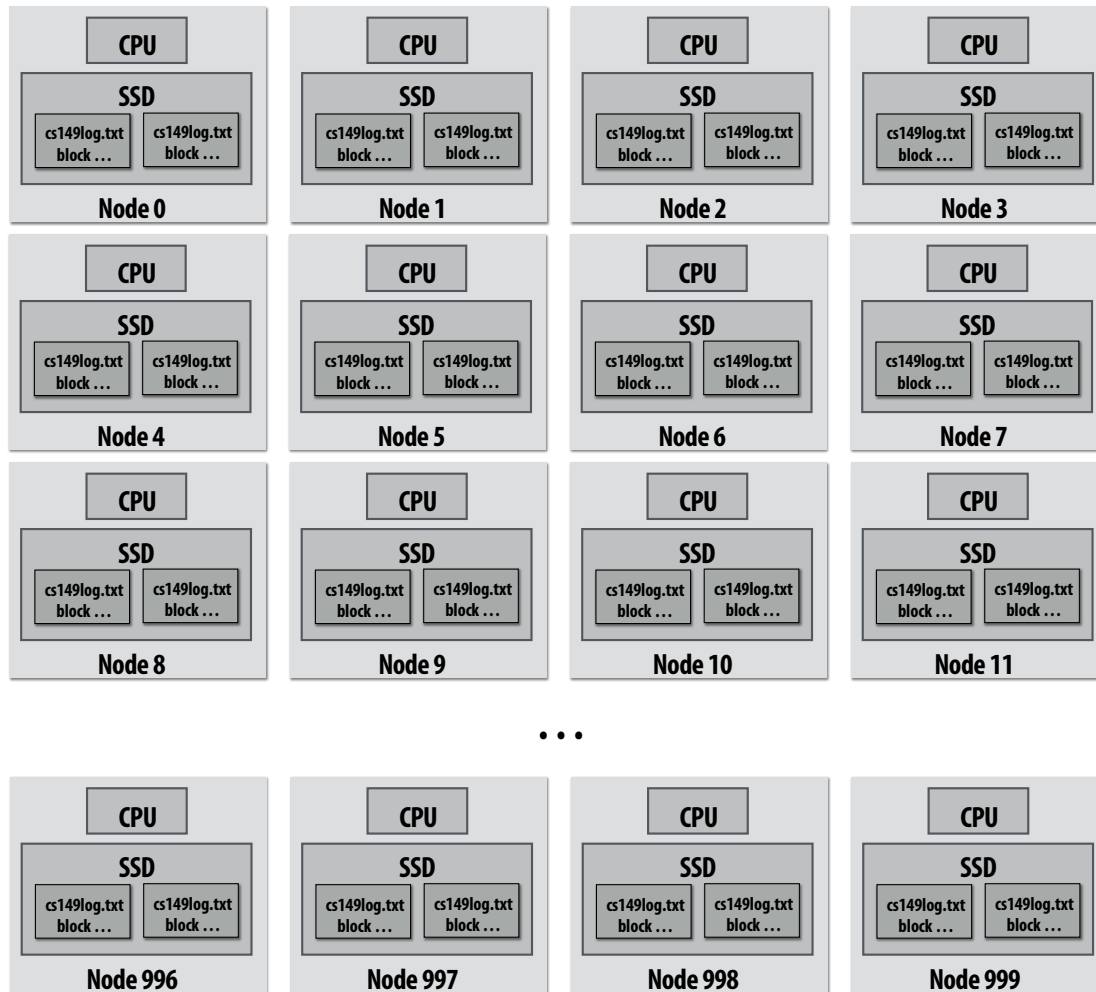 CPU CPU CPU CPU
SSD SSD SSD SSD
cs149log.txt cs149log.txt cs149log.txt cs149log.txt cs149log.txt cs149log.txt cs149log.txt cs149log.txt
block ... block ... block ... block ... block ... block ... block ... block ...
Node 0 Node 1 Node 2 Node 3
CPU CPU CPU CPU
SSD SSD SSD SSD
cs149log.txt cs149log.txt cs149log.txt cs149log.txt cs149log.txt cs149log.txt cs149log.txt cs149log.txt
block ... block ... block ... block ... block ... block ... block ... block ...
Node 4 Node 5 Node 6 Node 7
CPU CPU CPU CPU
SSD SSD SSD SSD
cs149log.txt cs149log.txt cs149log.txt cs149log.txt cs149log.txt cs149log.txt cs149log.txt cs149log.txt
block ... block ... block ... block ... block ... block ... block ... block ...
Node 8 Node 9 Node 10 Node 11
...
CPU CPU CPU CPU
SSD SSD SSD SSD
cs149log.txt cs149log.txt cs149log.txt cs149log.txt cs149log.txt cs149log.txt cs149log.txt cs149log.txt
block ... block ... block ... block ... block ... block ... block ... block ...
Node 996 Node 997 Node 998 Node 999